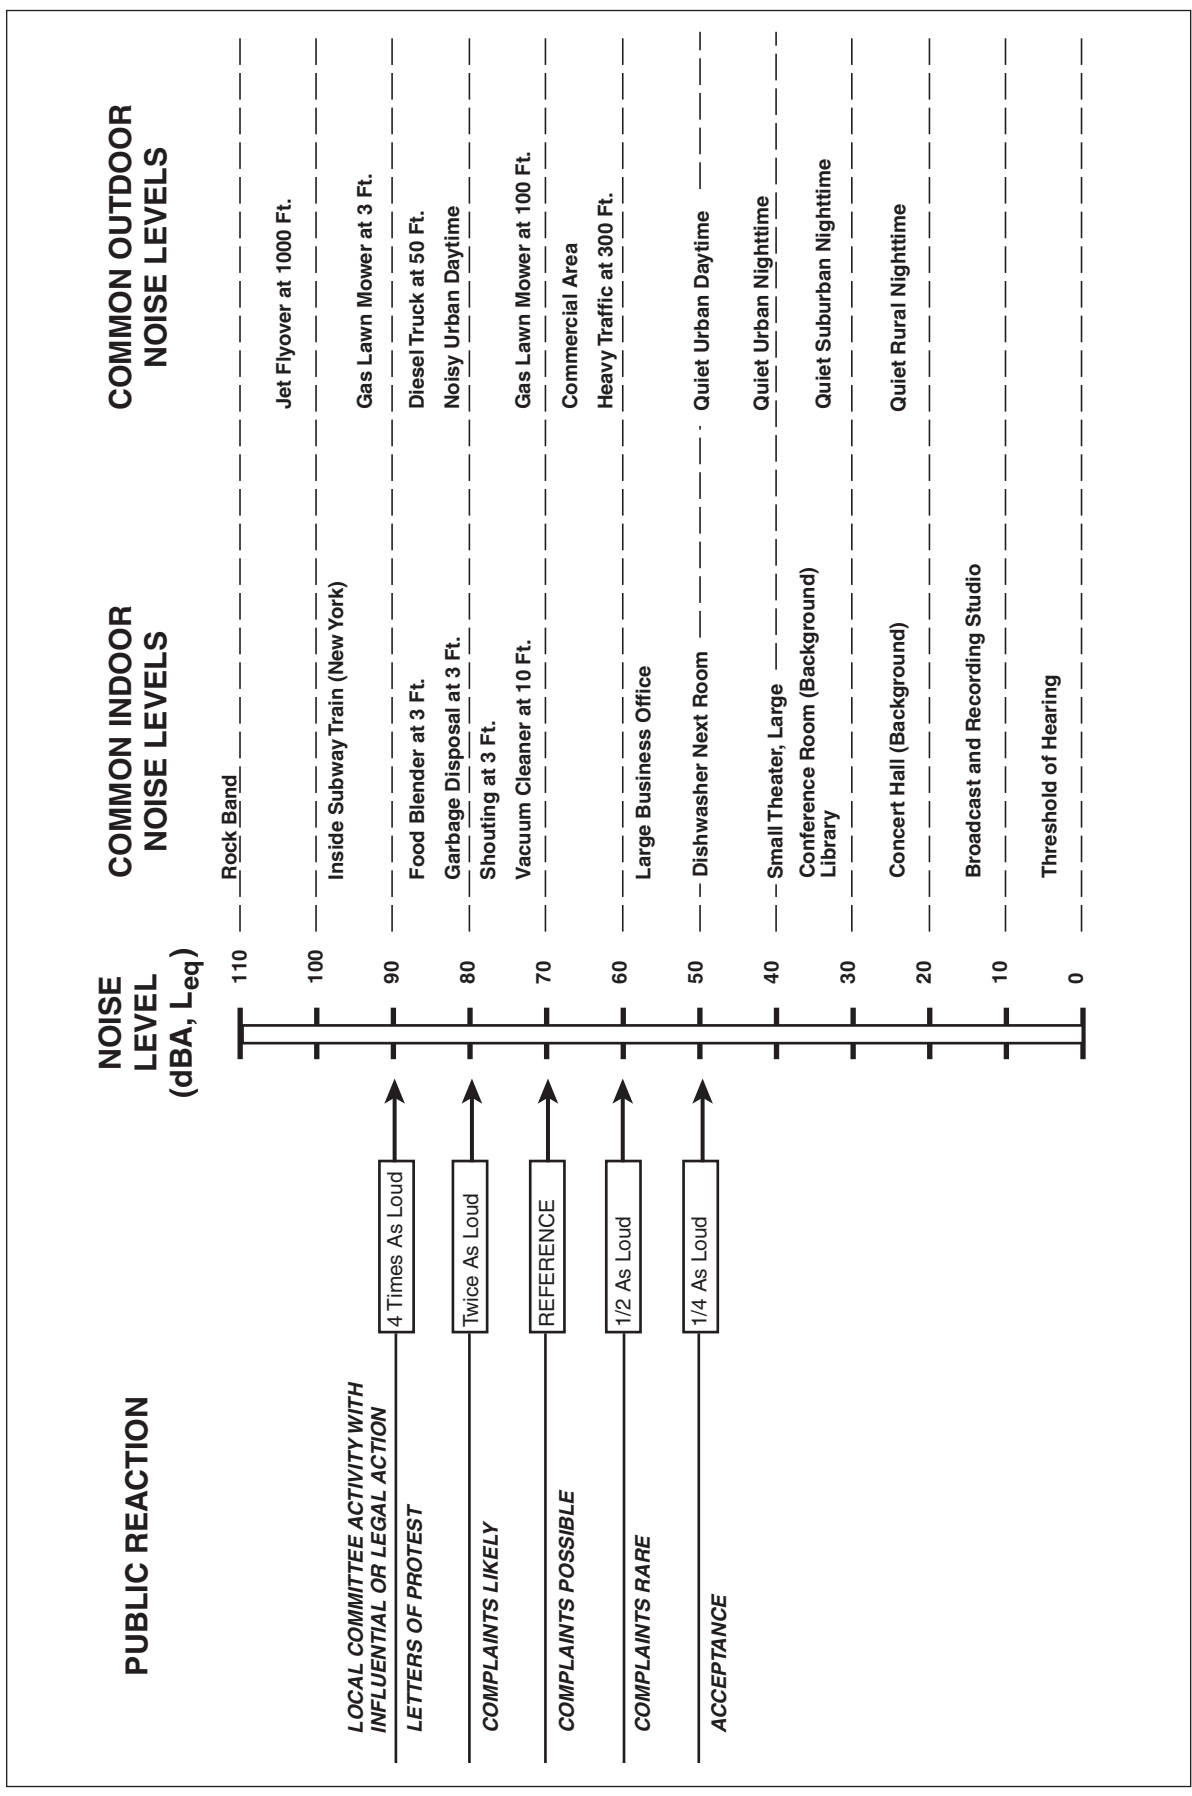 PUBLIC REACTION
NOISE
LEVEL
(dBA, Leq)
COMMON INDOOR
NOISE LEVELS
COMMON OUTDOOR
NOISE LEVELS
LOCAL COMMITTEE ACTIVITY WITH
INFLUENTIAL OR LEGAL ACTION
LETTERS OF PROTEST
COMPLAINTS LIKELY
COMPLAINTS POSSIBLE
COMPLAINTS RARE
ACCEPTANCE
4 Times As Loud
Twice As Loud
REFERENCE
1/2 As Loud
1/4 As Loud
110
100
90
80
70
60
50
40
30
20
10
0
Rock Band
Inside Subway Train (New York)
Food Blender at 3 Ft.
Garbage Disposal at 3 Ft.
Shouting at 3 Ft.
Vacuum Cleaner at 10 Ft.
Large Business Office
Dishwasher Next Room
Small Theater, Large
Conference Room (Background)
Library
Concert Hall (Background)
Broadcast and Recording Studio
Threshold of Hearing
Jet Flyover at 1000 Ft.
Gas Lawn Mower at 3 Ft.
Diesel Truck at 50 Ft.
Noisy Urban Daytime
Gas Lawn Mower at 100 Ft.
Commercial Area
Heavy Traffic at 300 Ft.
Quiet Urban Daytime
Quiet Urban Nighttime
Quiet Suburban Nighttime
Quiet Rural Nighttime